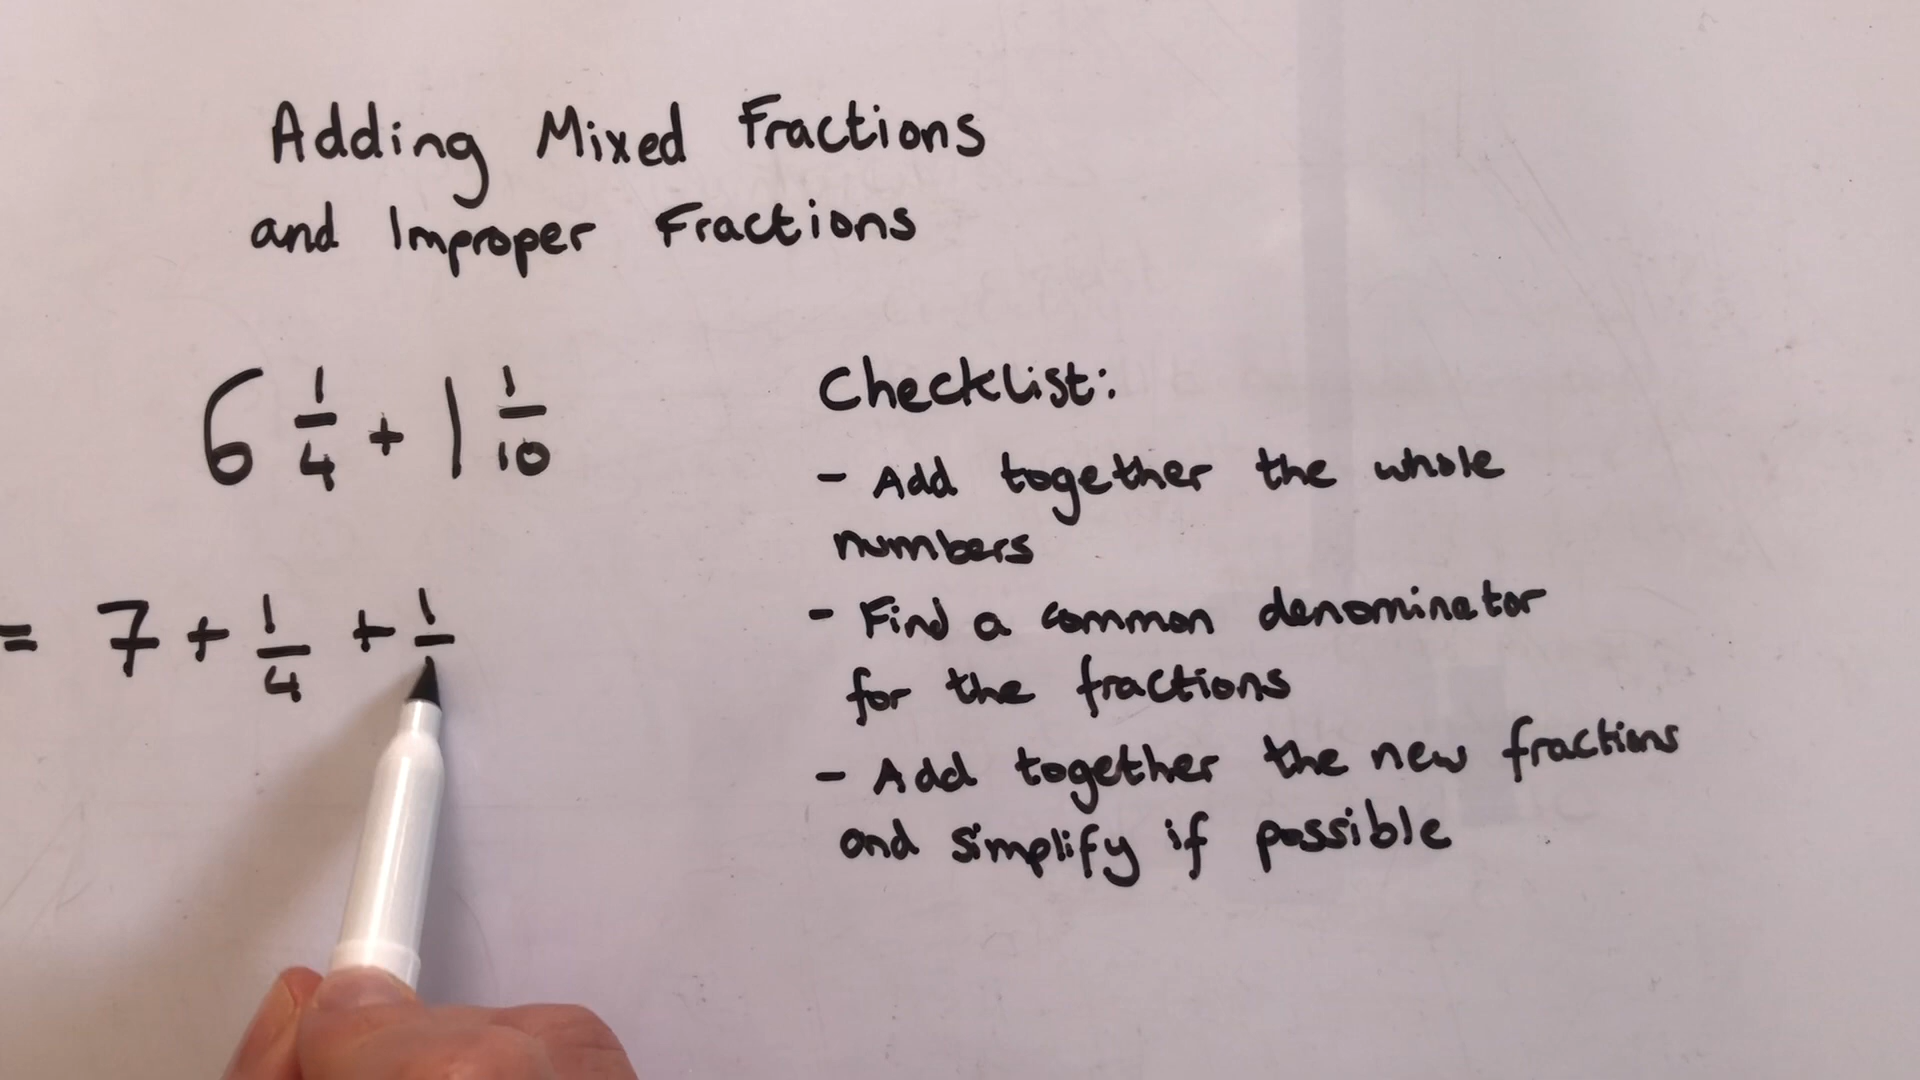 Adding Mixed Fractions
and Improper Fractions
6 1/4 + 1 1/10
= 7 + 1/4 + 1/1
Checklist:
- Add together the whole
numbers
- Find a common denominator
for the fractions
- Add together the new fractions
and simplify if possible